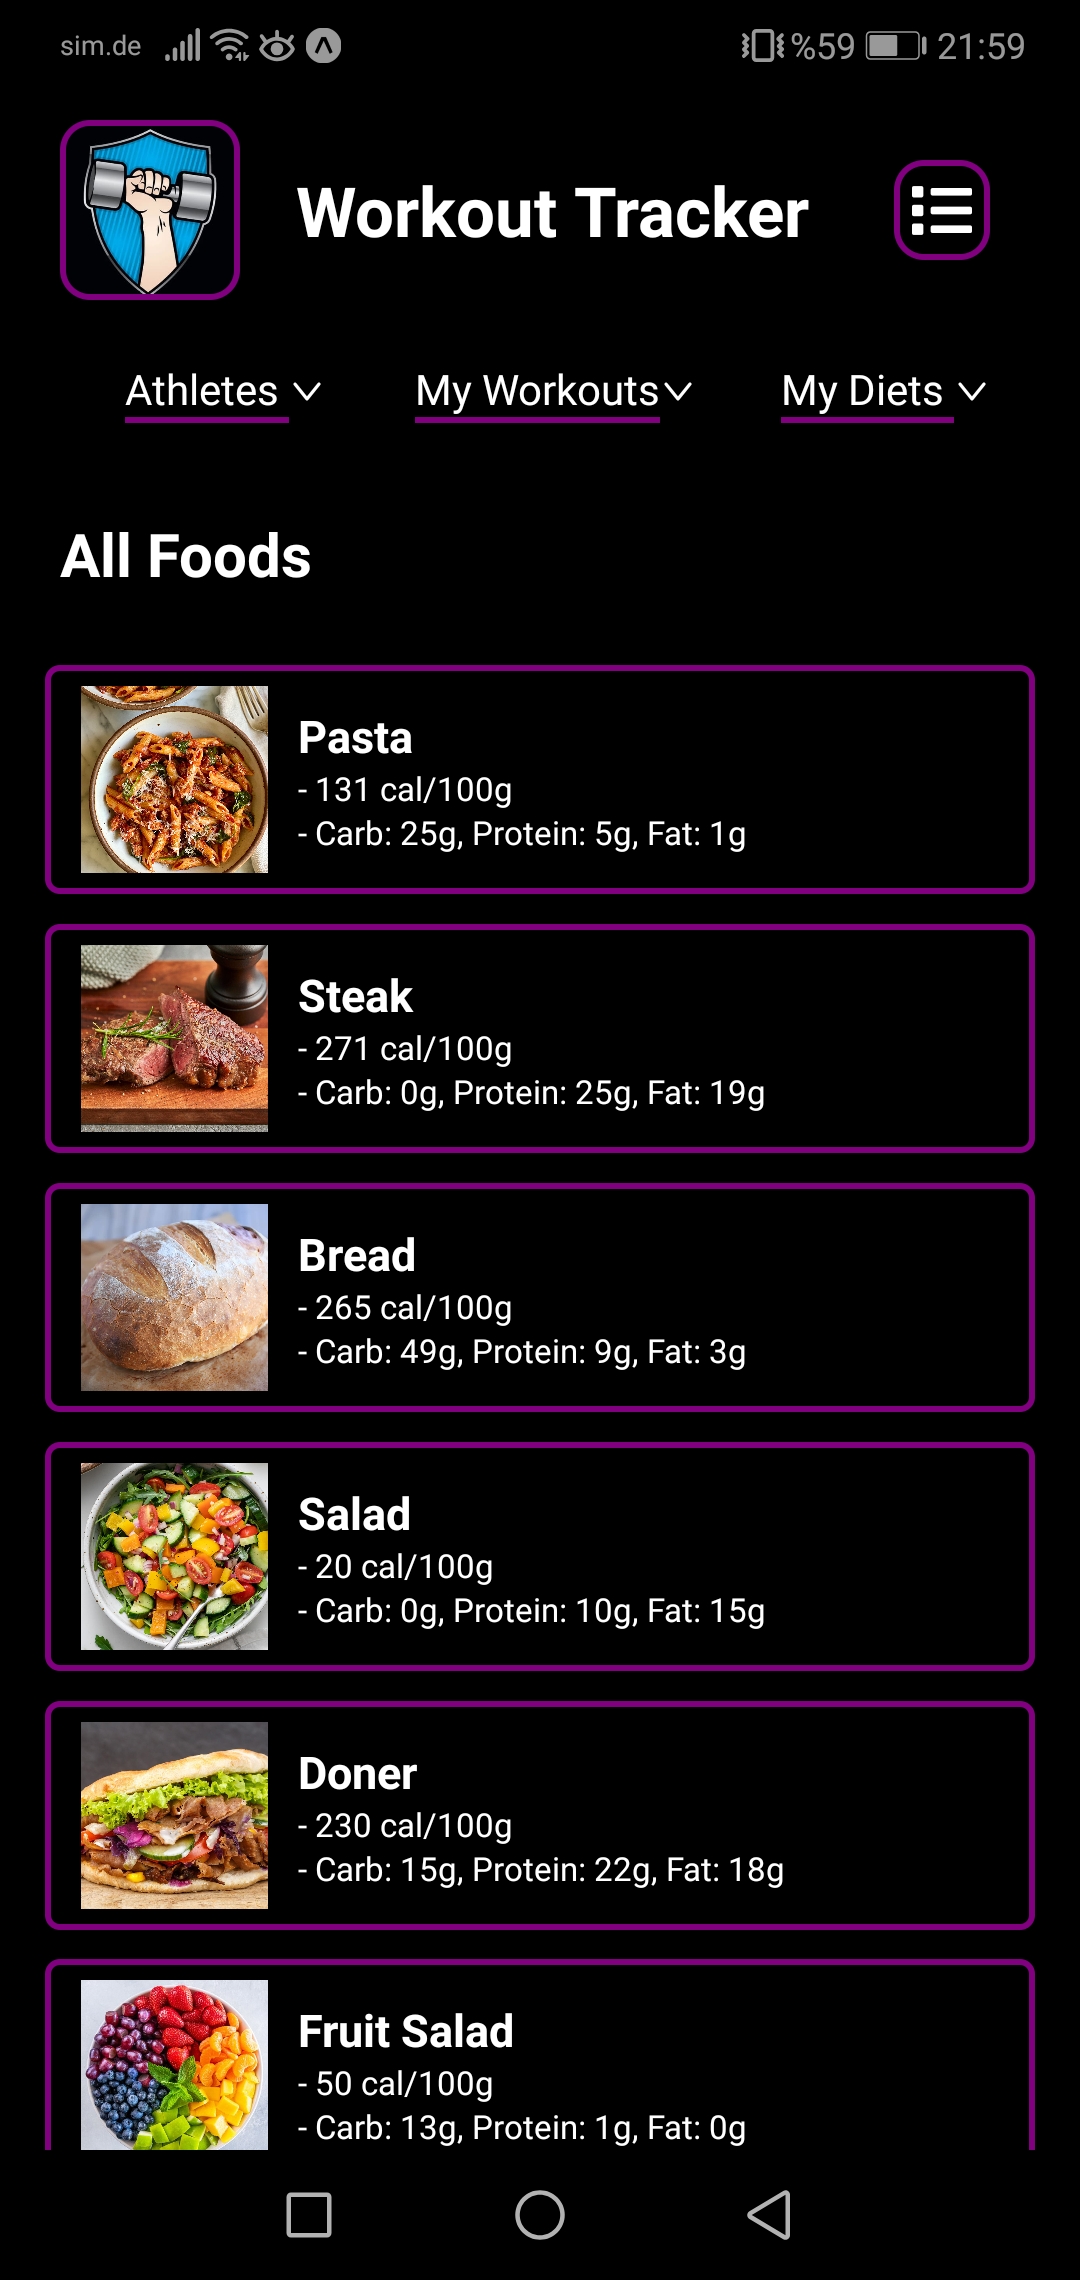 sim.de %59 21:59
Workout Tracker
Athletes My Workouts My Diets
All Foods
Pasta
- 131 cal/100g
- Carb: 25g, Protein: 5g, Fat: 1g
Steak
- 271 cal/100g
- Carb: 0g, Protein: 25g, Fat: 19g
Bread
- 265 cal/100g
- Carb: 49g, Protein: 9g, Fat: 3g
Salad
- 20 cal/100g
- Carb: 0g, Protein: 10g, Fat: 15g
Doner
- 230 cal/100g
- Carb: 15g, Protein: 22g, Fat: 18g
Fruit Salad
- 50 cal/100g
- Carb: 13g, Protein: 1g, Fat: 0g